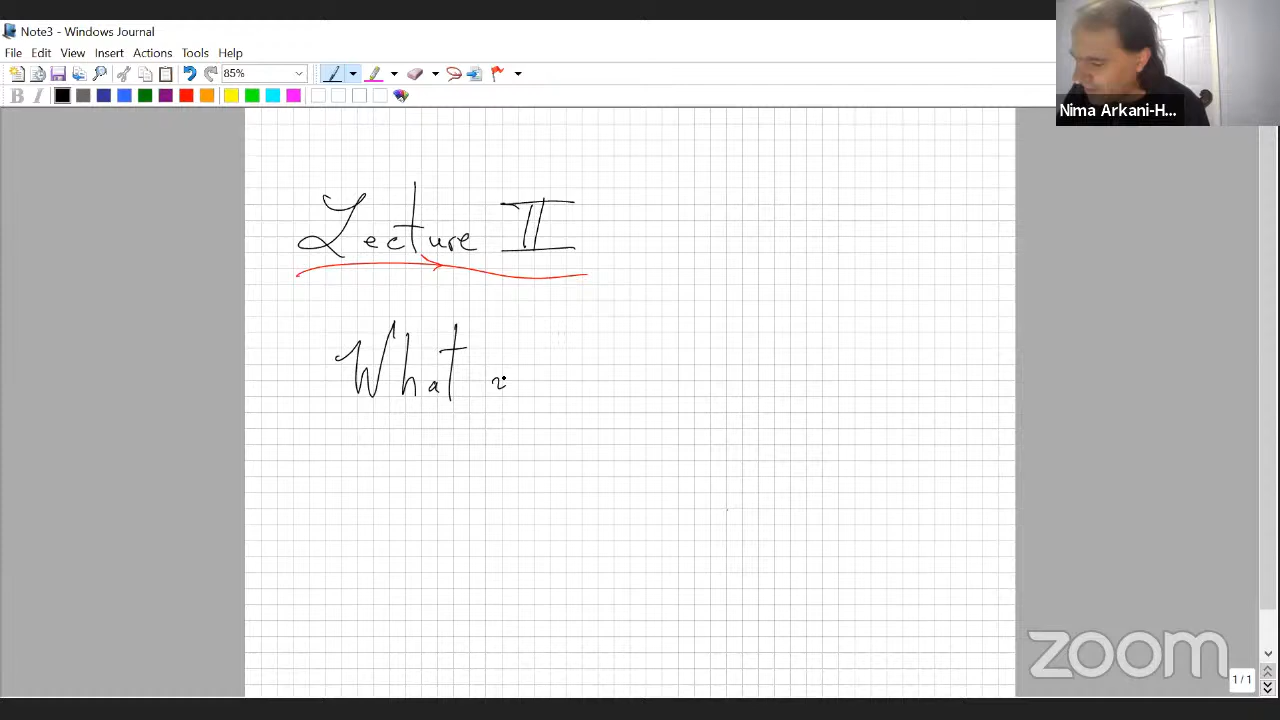 Note3 - Windows Journal
File Edit View Insert Actions Tools Help
85%
B I
Nima Arkani-H...
Lecture II
What
zoom
1 / 1